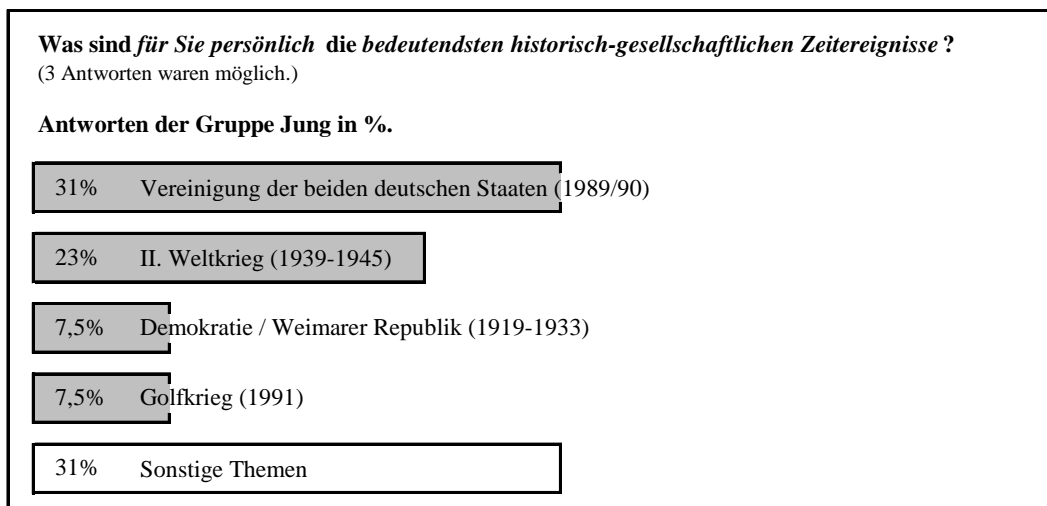 Was sind für Sie persönlich die bedeutendsten historisch-gesellschaftlichen Zeitereignisse ?
(3 Antworten waren möglich.)
Antworten der Gruppe Jung in %.
31% Vereinigung der beiden deutschen Staaten (1989/90)
23% II. Weltkrieg (1939-1945)
7,5% Demokratie / Weimarer Republik (1919-1933)
7,5% Golfkrieg (1991)
31% Sonstige Themen